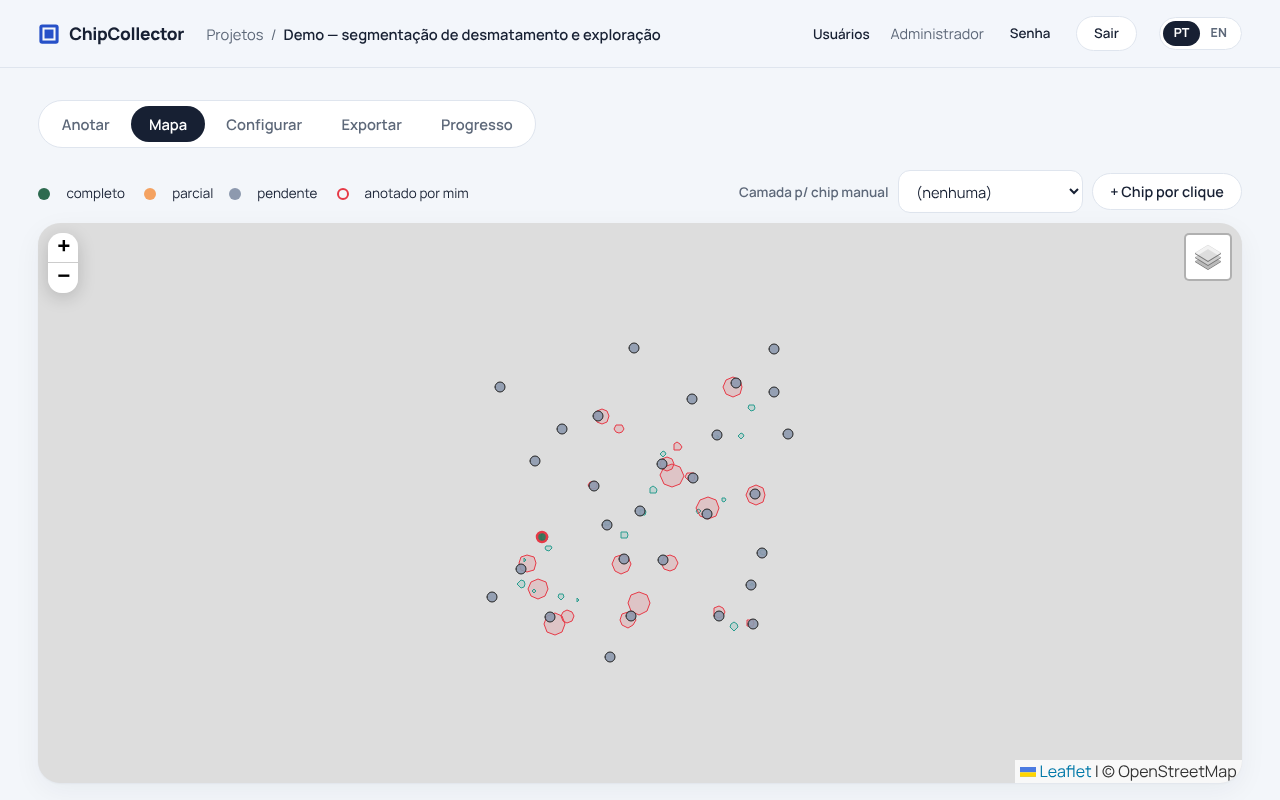 ChipCollector Projetos / Demo — segmentação de desmatamento e exploração Usuários Administrador Senha Sair PT EN
Anotar Mapa Configurar Exportar Progresso
completo parcial pendente anotado por mim Camada p/ chip manual (nenhuma) + Chip por clique
+
−
Leaflet | © OpenStreetMap